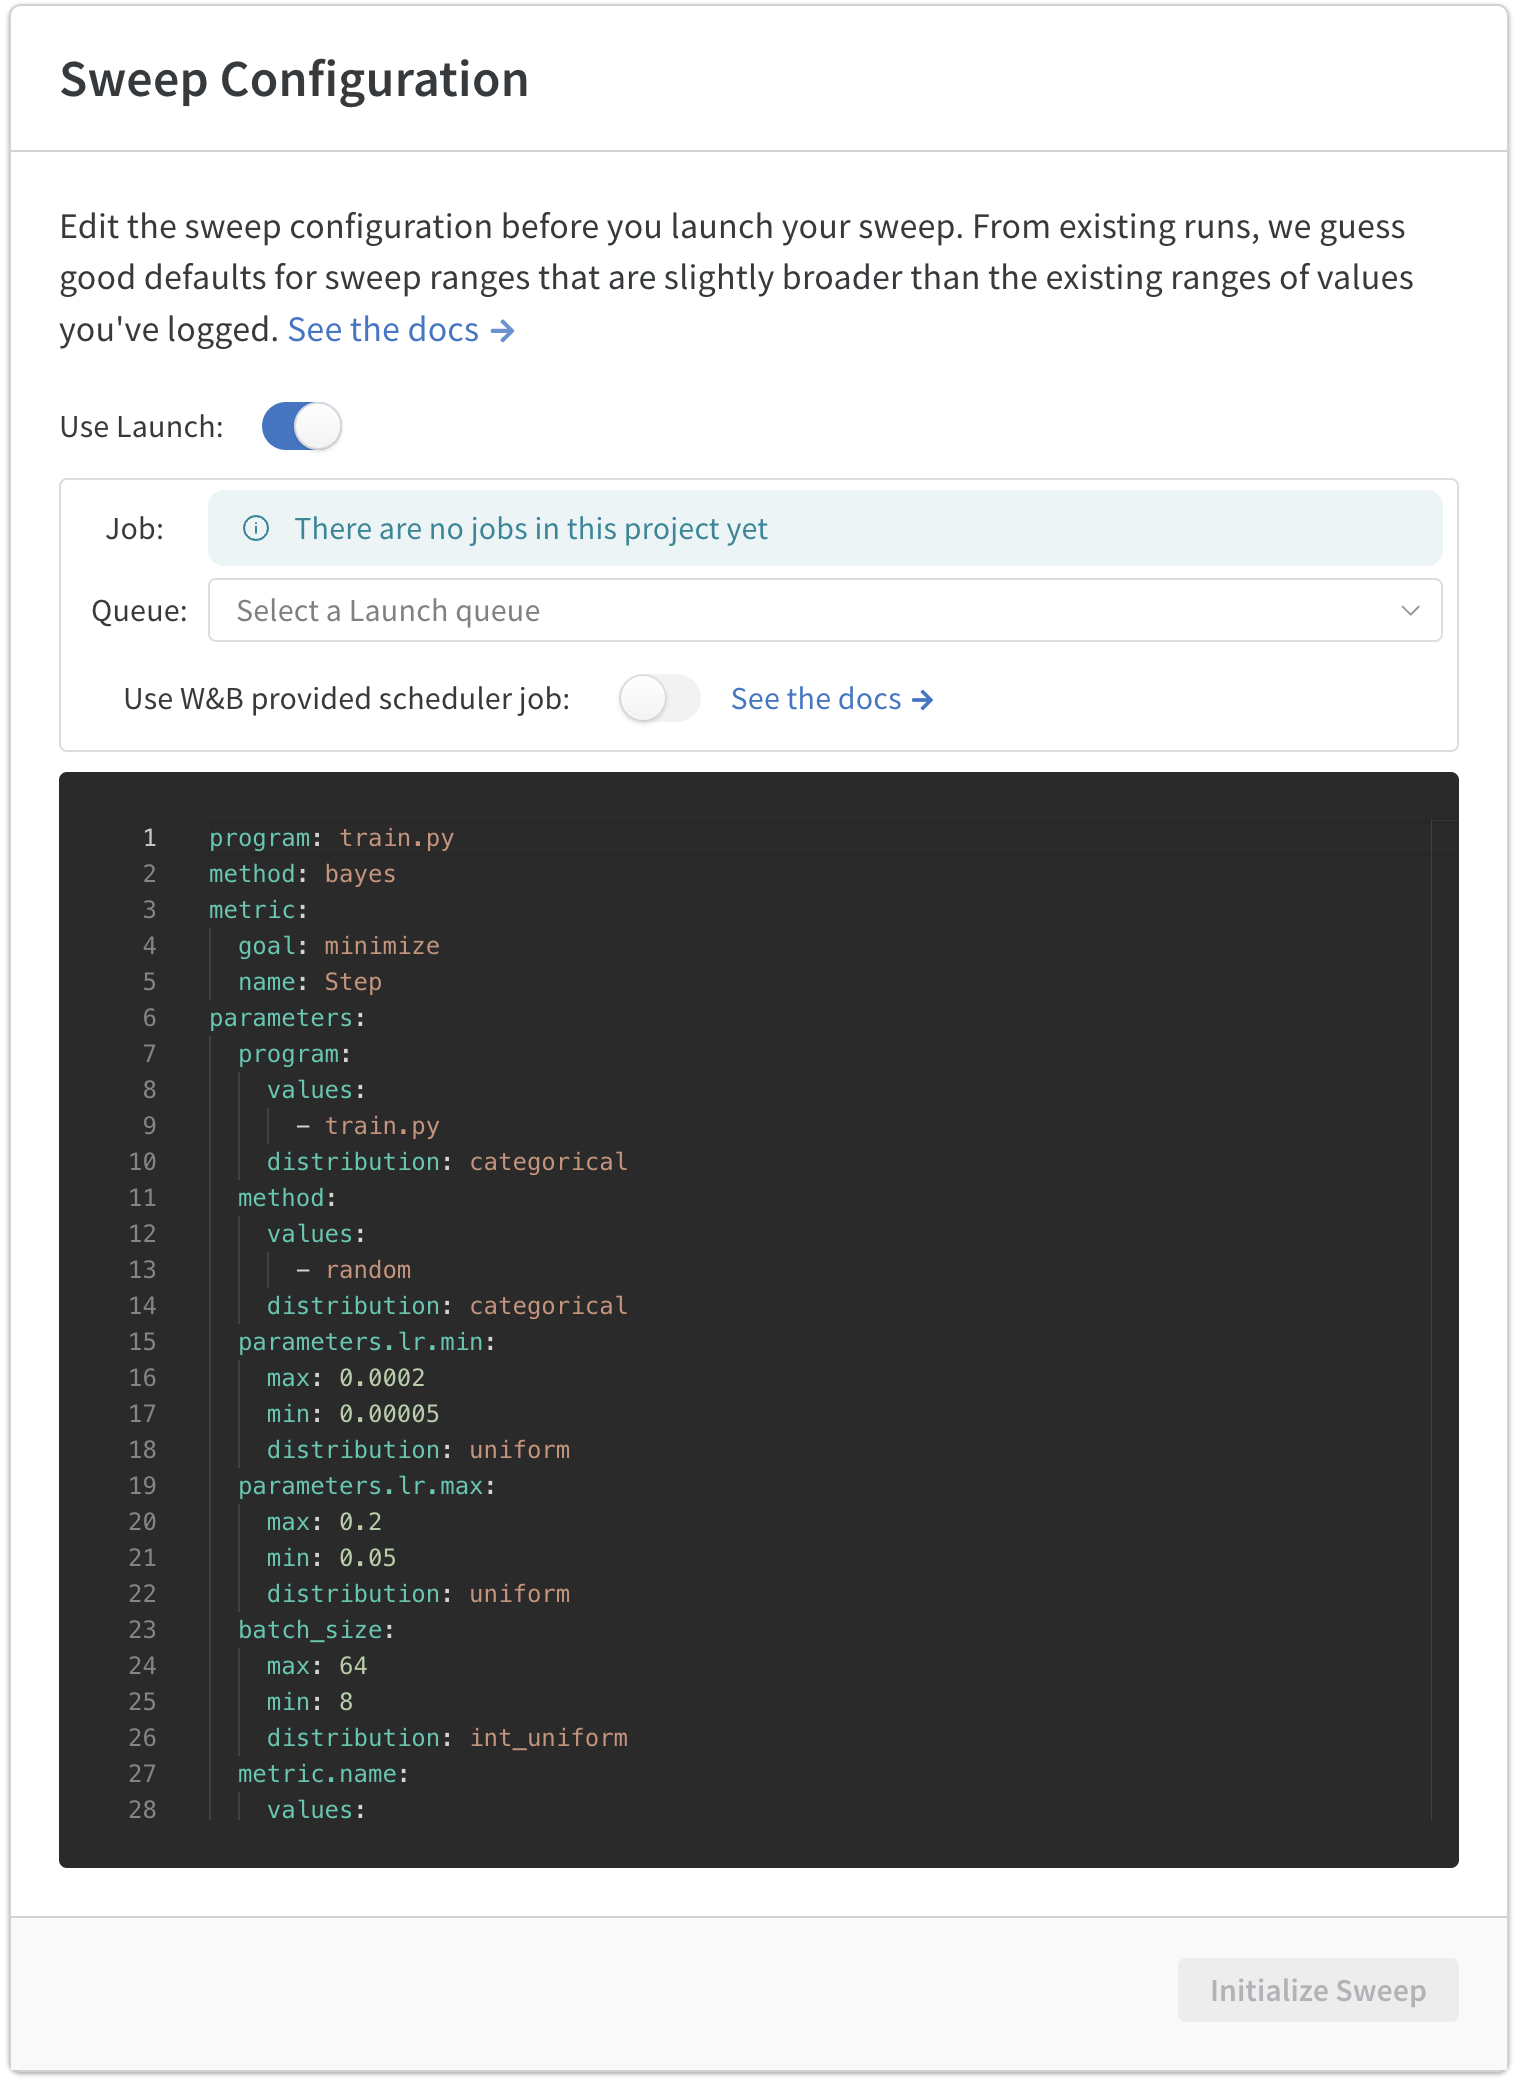 Sweep Configuration
Edit the sweep configuration before you launch your sweep. From existing runs, we guess
good defaults for sweep ranges that are slightly broader than the existing ranges of values
you've logged. See the docs →
Use Launch:
Job: There are no jobs in this project yet
Queue: Select a Launch queue
Use W&B provided scheduler job: See the docs →
1 program: train.py
2 method: bayes
3 metric:
4   goal: minimize
5   name: Step
6 parameters:
7   program:
8     values:
9       - train.py
10     distribution: categorical
11   method:
12     values:
13       - random
14     distribution: categorical
15   parameters.lr.min:
16     max: 0.0002
17     min: 0.00005
18     distribution: uniform
19   parameters.lr.max:
20     max: 0.2
21     min: 0.05
22     distribution: uniform
23   batch_size:
24     max: 64
25     min: 8
26     distribution: int_uniform
27   metric.name:
28     values:
Initialize Sweep